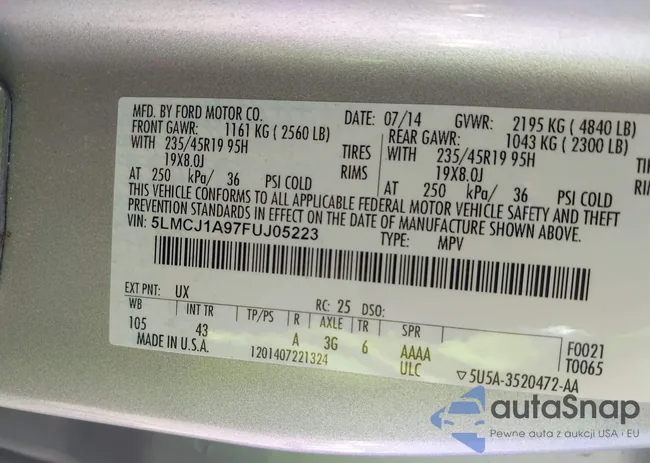 MFD. BY FORD MOTOR CO. DATE: 07/14 GVWR: 2195 KG ( 4840 LB)
FRONT GAWR: 1161 KG ( 2560 LB) REAR GAWR: 1043 KG ( 2300 LB)
WITH 235/45R19 95H TIRES WITH 235/45R19 95H TIRES
19X8.0J RIMS 19X8.0J RIMS
AT 250 kPa/ 36 PSI COLD AT 250 kPa/ 36 PSI COLD
THIS VEHICLE CONFORMS TO ALL APPLICABLE FEDERAL MOTOR VEHICLE SAFETY AND THEFT
PREVENTION STANDARDS IN EFFECT ON THE DATE OF MANUFACTURE SHOWN ABOVE.
VIN: 5LMCJ1A97FUJ05223 TYPE: MPV
EXT PNT: UX RC: 25 DSO:
WB INT TR TP/PS R AXLE TR SPR
105 43 A 3G 6 AAAA F0021
MADE IN U.S.A. 1201407221324 ULC T0065
▽5U5A-3520472-AA
autaSnap
Pewne auta z aukcji USA i EU